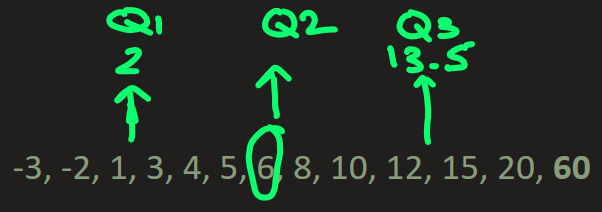 Q1 Q2 Q3
2 13.5
-3, -2, 1, 3, 4, 5, 6, 8, 10, 12, 15, 20, 60